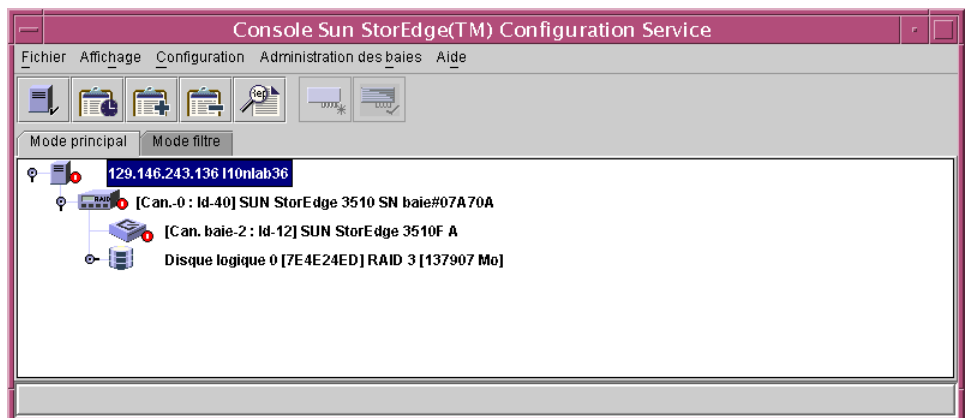 Console Sun StorEdge(TM) Configuration Service
Fichier Affichage Configuration Administration des baies Aide
rep
Mode principal Mode filtre
129.146.243.136 l10nlab36
RAID [Can.-0 : Id-40] SUN StorEdge 3510 SN baie#07A70A
[Can. baie-2 : Id-12] SUN StorEdge 3510F A
Disque logique 0 [7E4E24ED] RAID 3 [137907 Mo]